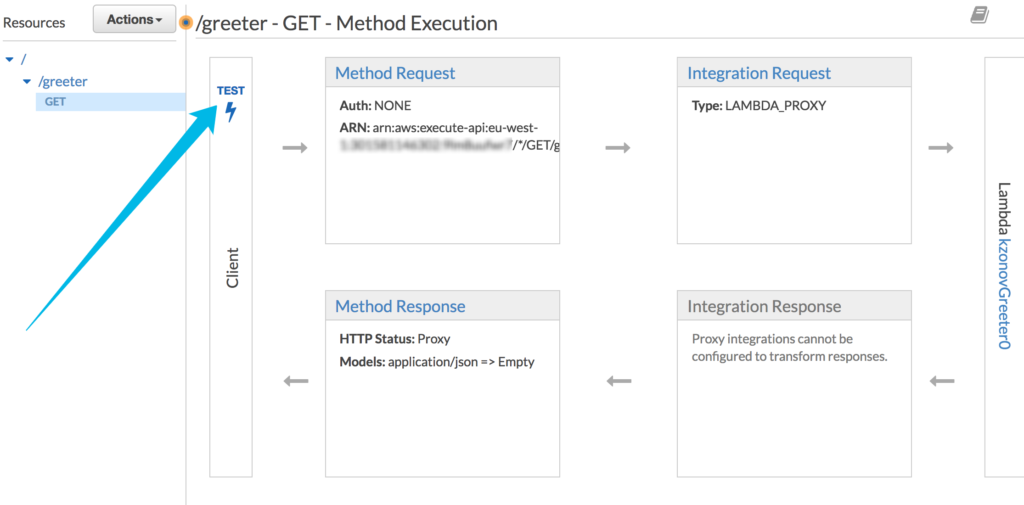 Resources
Actions
/greeter - GET - Method Execution
/
/greeter
GET
TEST
Client
Method Request
Auth: NONE
ARN: arn:aws:execute-api:eu-west-
/*/GET/g
Integration Request
Type: LAMBDA_PROXY
Lambda kzonovGreeter0
Method Response
HTTP Status: Proxy
Models: application/json => Empty
Integration Response
Proxy integrations cannot be
configured to transform responses.